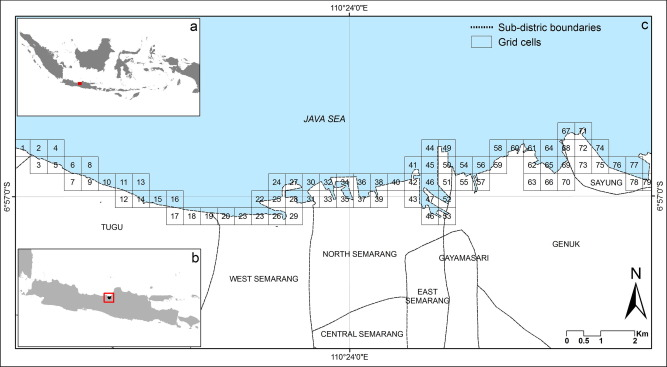 110°24'0"E
a
c
Sub-distric boundaries
Grid cells
JAVA SEA
67 71
1 2 4 44 49 58 60 61 64 68 72 74
3 5 6 8 41 45 50 54 56 59 62 65 69 73 75 76 77
7 9 10 11 13 24 27 30 32 34 36 38 40 42 46 51 55 57 63 66 70 SAYUNG 78 79
12 14 15 16 22 25 28 31 33 35 37 39 43 47 52
17 18 19 20 21 23 26 29 48 53
6°57'0"S
6°57'0"S
TUGU
b
WEST SEMARANG
NORTH SEMARANG
GAYAMASARI
GENUK
EAST
SEMARANG
CENTRAL SEMARANG
N
Km
0 0.5 1 2
110°24'0"E